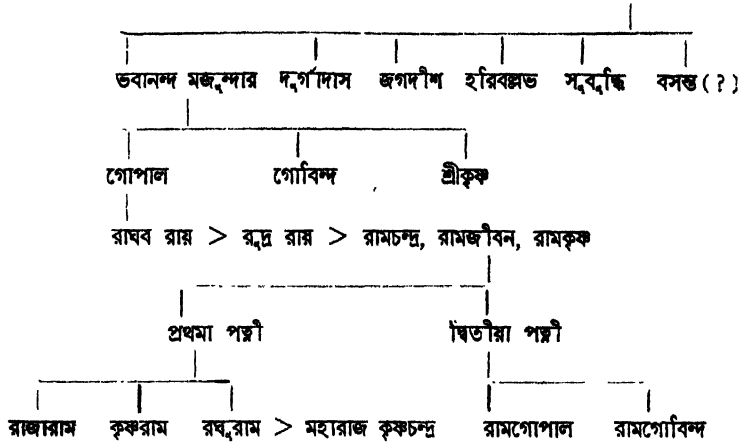 ভবানন্দ মজুন্দার দুর্গাদাস জগদীশ হরিবল্লভ সুবুদ্ধি বসন্ত (?)
গোপাল গোবিন্দ শ্রীকৃষ্ণ
রাঘব রায় > রুদ্র রায় > রামচন্দ্র, রামজীবন, রামকৃষ্ণ
প্রথমা পত্নী দ্বিতীয়া পত্নী
রাজারাম কৃষ্ণরাম রঘুরাম > মহারাজ কৃষ্ণচন্দ্র রামগোপাল রামগোবিন্দ